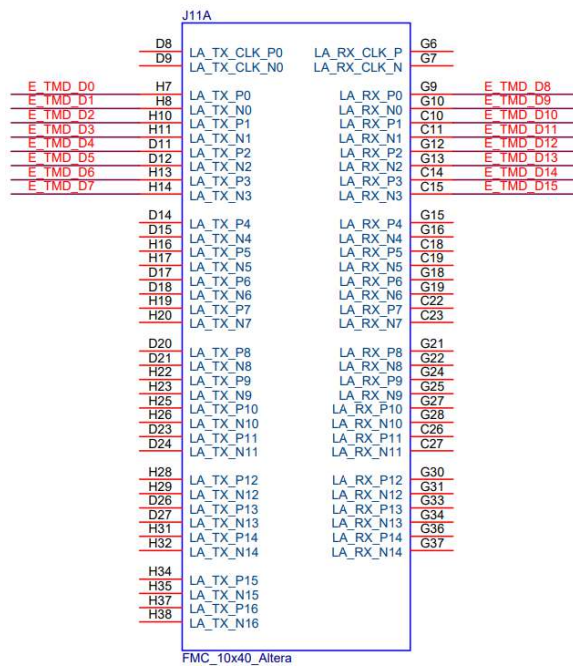 J11A
D8 LA_TX_CLK_P0 LA_RX_CLK_P G6
D9 LA_TX_CLK_N0 LA_RX_CLK_N G7
E_TMD_D0 H7 LA_TX_P0 LA_RX_P0 G9 E_TMD_D8
E_TMD_D1 H8 LA_TX_N0 LA_RX_N0 G10 E_TMD_D9
E_TMD_D2 H10 LA_TX_P1 LA_RX_P1 C10 E_TMD_D10
E_TMD_D3 H11 LA_TX_N1 LA_RX_N1 C11 E_TMD_D11
E_TMD_D4 D11 LA_TX_P2 LA_RX_P2 G12 E_TMD_D12
E_TMD_D5 D12 LA_TX_N2 LA_RX_N2 G13 E_TMD_D13
E_TMD_D6 H13 LA_TX_P3 LA_RX_P3 C14 E_TMD_D14
E_TMD_D7 H14 LA_TX_N3 LA_RX_N3 C15 E_TMD_D15
D14 LA_TX_P4 LA_RX_P4 G15
D15 LA_TX_N4 LA_RX_N4 G16
H16 LA_TX_P5 LA_RX_P5 C18
H17 LA_TX_N5 LA_RX_N5 C19
D17 LA_TX_P6 LA_RX_P6 G18
D18 LA_TX_N6 LA_RX_N6 G19
H19 LA_TX_P7 LA_RX_P7 C22
H20 LA_TX_N7 LA_RX_N7 C23
D20 LA_TX_P8 LA_RX_P8 G21
D21 LA_TX_N8 LA_RX_N8 G22
H22 LA_TX_P9 LA_RX_P9 G24
H23 LA_TX_N9 LA_RX_N9 G25
H25 LA_TX_P10 LA_RX_P10 G27
H26 LA_TX_N10 LA_RX_N10 G28
D23 LA_TX_P11 LA_RX_P11 C26
D24 LA_TX_N11 LA_RX_N11 C27
H28 LA_TX_P12 LA_RX_P12 G30
H29 LA_TX_N12 LA_RX_N12 G31
D26 LA_TX_P13 LA_RX_P13 G33
D27 LA_TX_N13 LA_RX_N13 G34
H31 LA_TX_P14 LA_RX_P14 G36
H32 LA_TX_N14 LA_RX_N14 G37
H34 LA_TX_P15
H35 LA_TX_N15
H37 LA_TX_P16
H38 LA_TX_N16
FMC_10x40_Altera